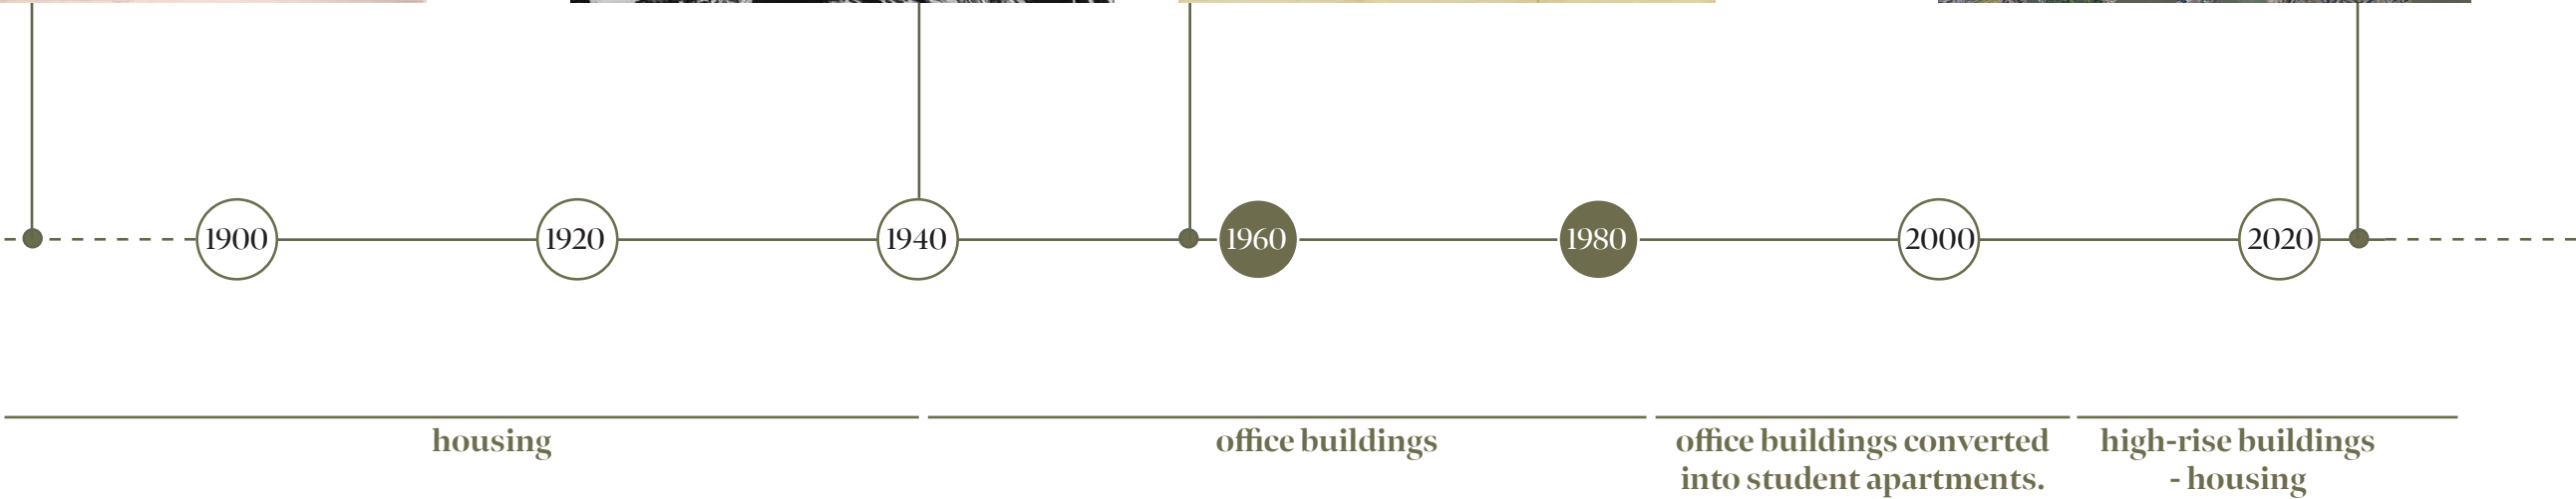 1900 1920 1940 1960 1980 2000 2020
housing
office buildings
office buildings converted
into student apartments.
high-rise buildings
- housing